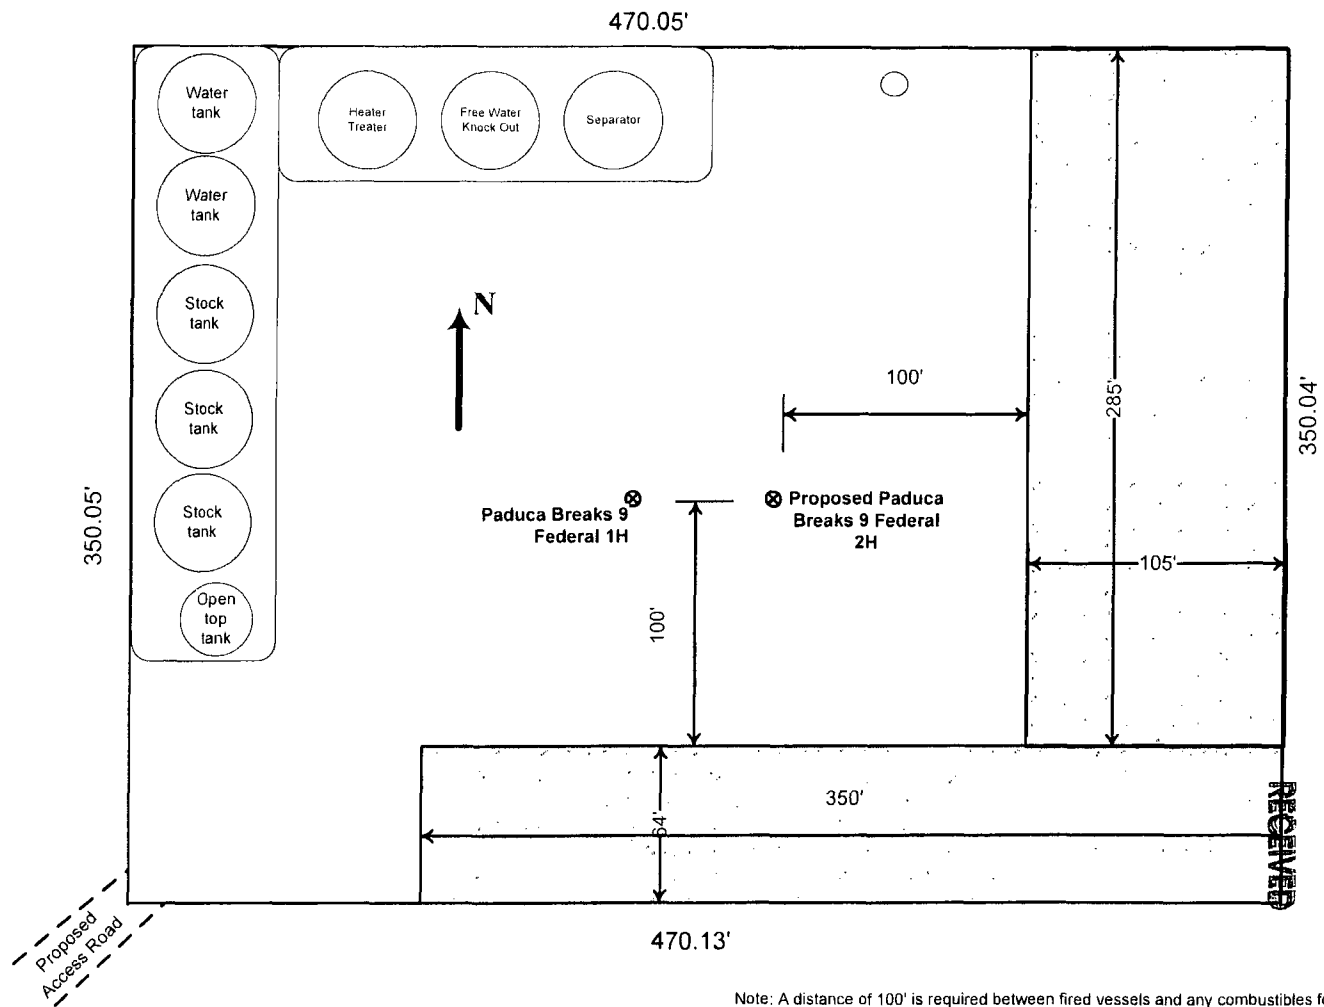 470.05'
Water
tank
Heater
Treater
Free Water
Knock Out
Separator
Water
tank
Stock
tank
N
100'
285'
350.04'
Stock
tank
Paduca Breaks 9
Federal 1H
Proposed Paduca
Breaks 9 Federal
2H
350.05'
Stock
tank
105'
Open
top
tank
100'
350'
64'
RECEIVED
Proposed
Access Road
470.13'
Note: A distance of 100' is required between fired vessels and any combustibles